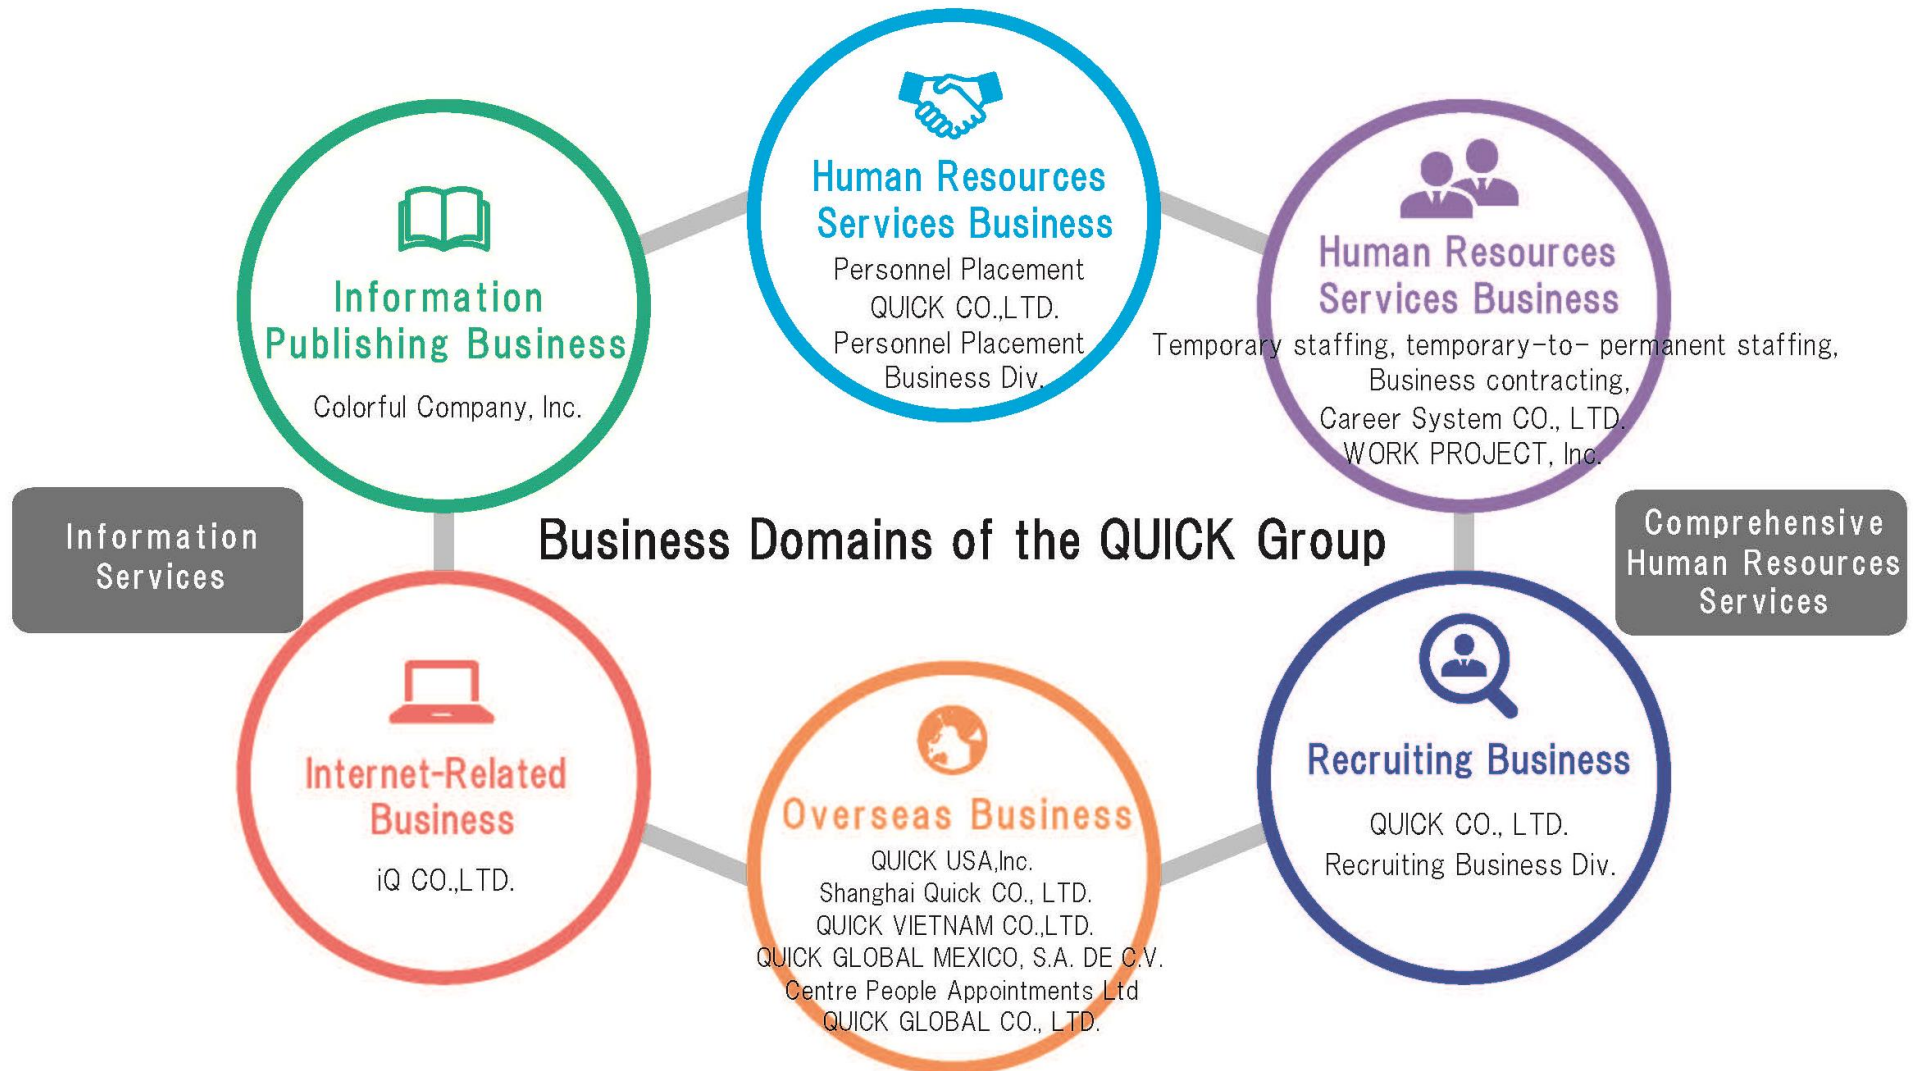 Human Resources
Services Business
Personnel Placement
QUICK CO.,LTD.
Personnel Placement
Business Div.
Human Resources
Services Business
Temporary staffing, temporary-to- permanent staffing,
Business contracting,
Career System CO., LTD.
WORK PROJECT, Inc.
Information
Publishing Business
Colorful Company, Inc.
Information
Services
Business Domains of the QUICK Group
Comprehensive
Human Resources
Services
Internet-Related
Business
iQ CO.,LTD.
Overseas Business
QUICK USA,Inc.
Shanghai Quick CO., LTD.
QUICK VIETNAM CO.,LTD.
QUICK GLOBAL MEXICO, S.A. DE C.V.
Centre People Appointments Ltd
QUICK GLOBAL CO., LTD.
Recruiting Business
QUICK CO., LTD.
Recruiting Business Div.